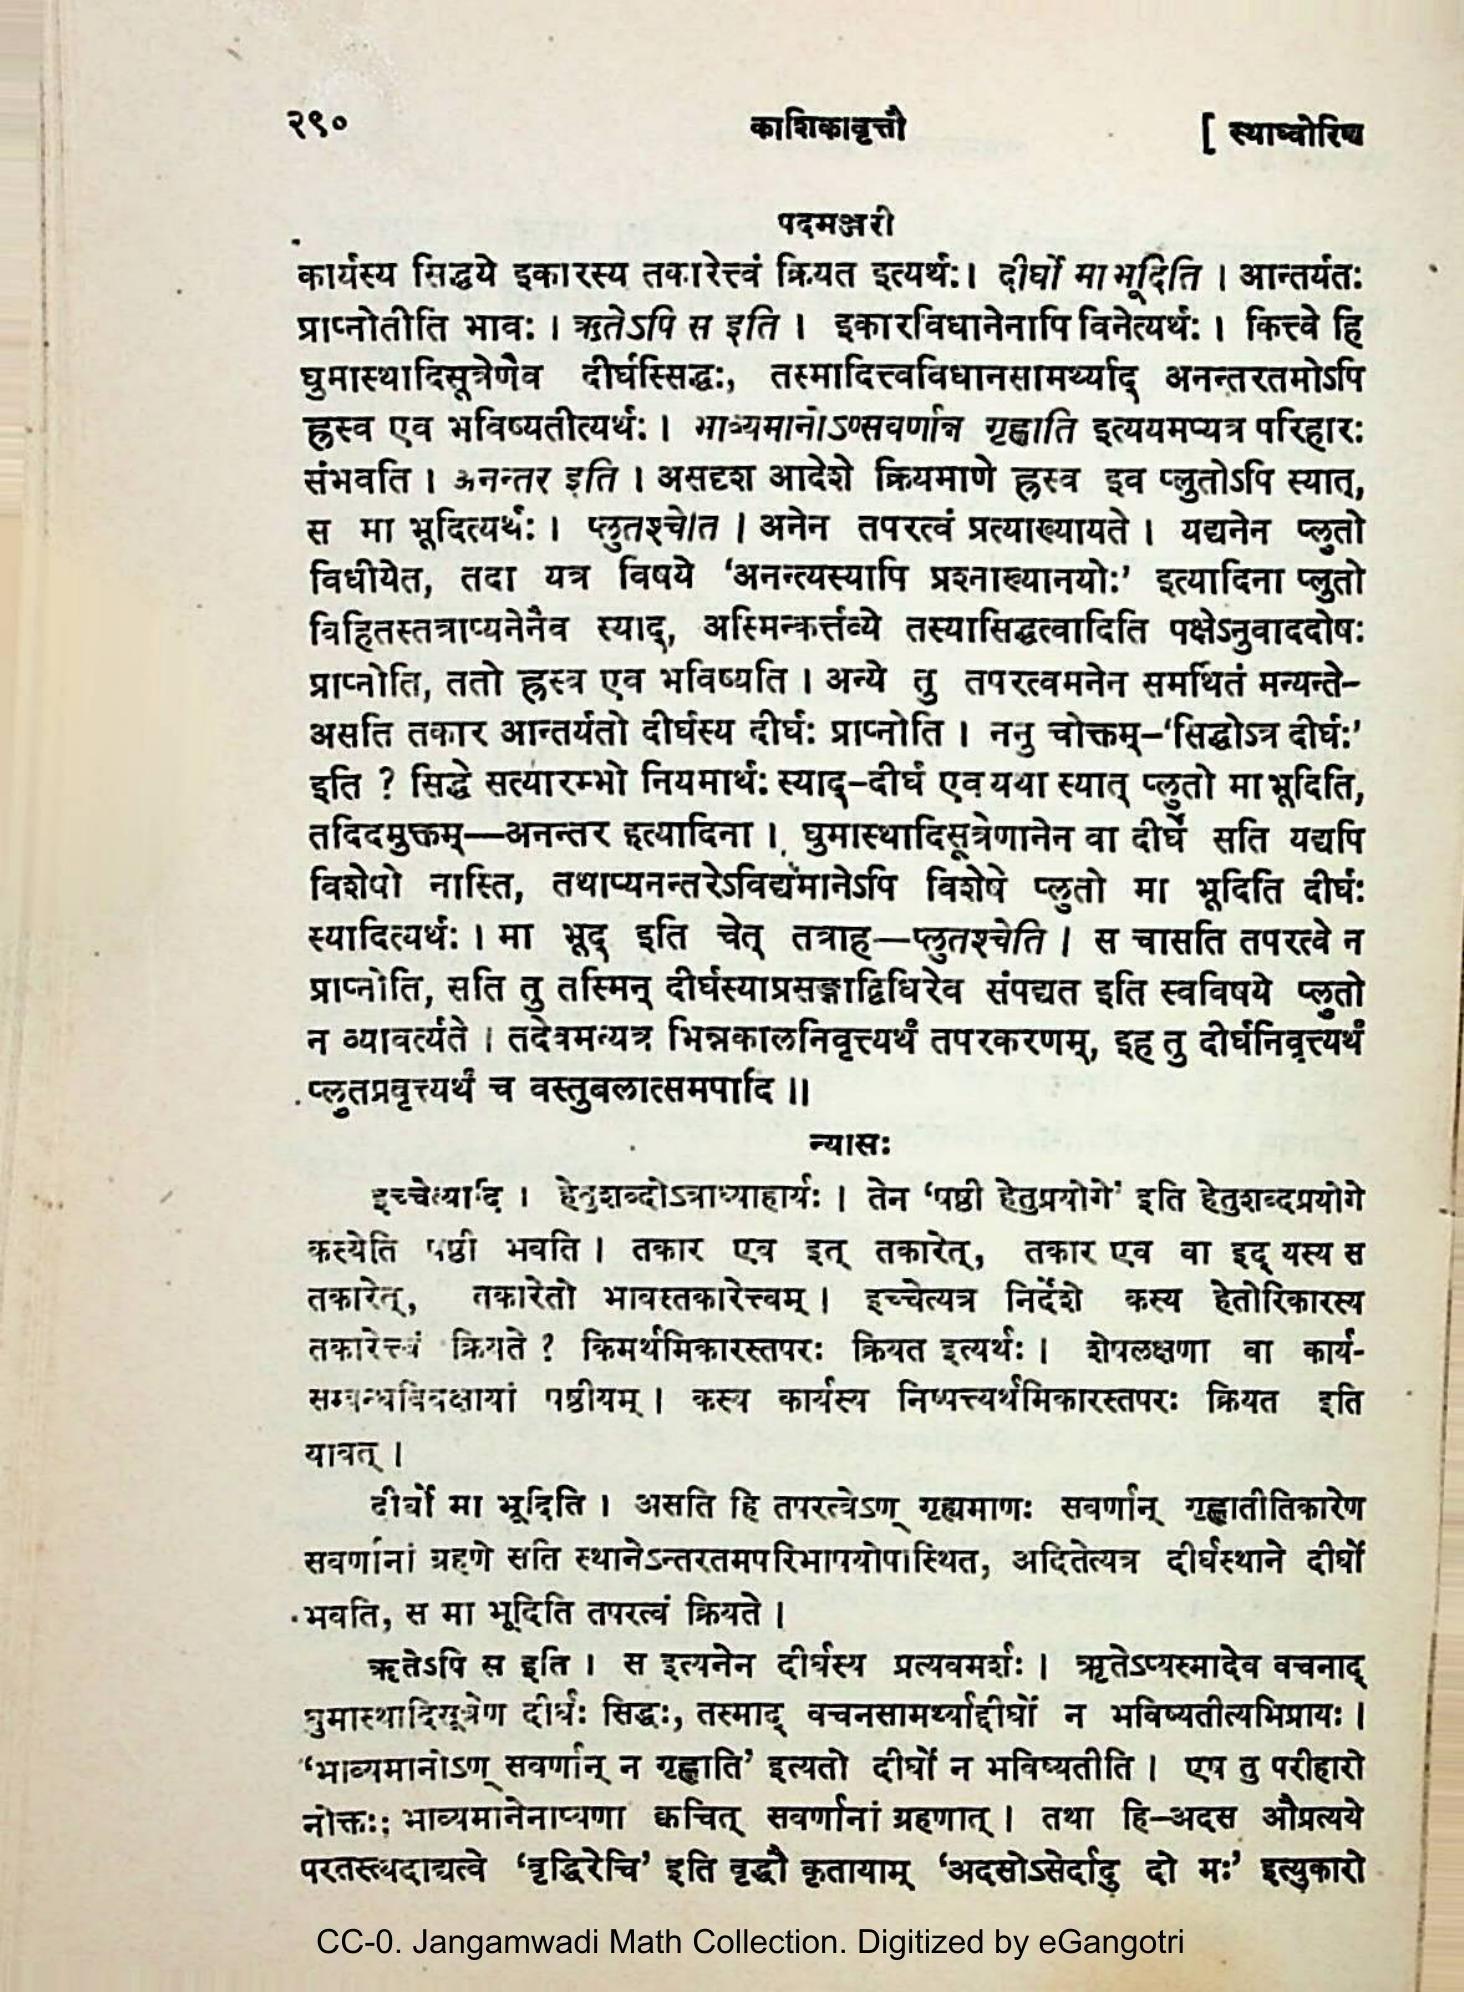 २९०
काशिकावृत्तौ
[ स्थाघ्वोरिच्च
पदमञ्जरी
कार्यस्य सिद्धये इकारस्य तकारेत्त्वं क्रियत इत्यर्थः। दीर्घो मा भूदिति । आन्तर्यतः
प्राप्नोतीति भावः । ऋतेऽपि स इति । इकारविधानेनापि विनेत्यर्थः । कित्त्वे हि
घुमास्थादिसूत्रेणैव दीर्घस्सिद्धः, तस्मादित्त्वविधानसामर्थ्याद् अनन्तरतमोऽपि
ह्रस्व एव भविष्यतीत्यर्थः । भाव्यमानोऽण्सवर्णान्न गृह्णाति इत्ययमप्यत्र परिहारः
संभवति । अनन्तर इति । असदृश आदेशे क्रियमाणे ह्रस्व इव प्लुतोऽपि स्यात्,
स मा भूदित्यर्थः । प्लुतश्चेति । अनेन तपरत्वं प्रत्याख्यायते । यद्यनेन प्लुतो
विधीयेत, तदा यत्र विषये ‘अनन्त्यस्यापि प्रश्नाख्यानयोः’ इत्यादिना प्लुतो
विहितस्तत्राप्यनेनैव स्याद्, अस्मिन्कर्त्तव्ये तस्यासिद्धत्वादिति पक्षेऽनुवाददोषः
प्राप्नोति, ततो ह्रस्व एव भविष्यति । अन्ये तु तपरत्वमनेन समर्थितं मन्यन्ते–
असति तकार आन्तर्यतो दीर्घस्य दीर्घः प्राप्नोति । ननु चोक्तम्–‘सिद्धोऽत्र दीर्घः’
इति ? सिद्धे सत्यारम्भो नियमार्थः स्याद्–दीर्घ एव यथा स्यात् प्लुतो मा भूदिति,
तदिदमुक्तम्—अनन्तर इत्यादिना । घुमास्थादिसूत्रेणानेन वा दीर्घे सति यद्यपि
विशेषो नास्ति, तथाप्यनन्तरेऽविद्यमानेऽपि विशेषे प्लुतो मा भूदिति दीर्घः
स्यादित्यर्थः । मा भूद् इति चेत् तत्राह—प्लुतश्चेति । स चासति तपरत्वे न
प्राप्नोति, सति तु तस्मिन् दीर्घस्याप्रसङ्गाद्विधिरेव संपद्यत इति स्वविषये प्लुतो
न व्यावर्त्यते । तदेवमन्यत्र भिन्नकालनिवृत्त्यर्थं तपरकरणम्, इह तु दीर्घनिवृत्त्यर्थं
प्लुतप्रवृत्त्यर्थं च वस्तुबलात्समपादि ॥
न्यासः
इच्चेत्यादि । हेतुशब्दोऽत्राध्याहार्यः । तेन ‘षष्ठी हेतुप्रयोगे’ इति हेतुशब्दप्रयोगे
कस्येति षष्ठी भवति । तकार एव इत् तकारेत्, तकार एव वा इद् यस्य स
तकारेत्, तकारेतो भावस्तकारेत्त्वम् । इच्चेत्यत्र निर्देशे कस्य हेतोरिकारस्य
तकारेत्त्वं क्रियते ? किमर्थमिकारस्तपरः क्रियत इत्यर्थः । शेषलक्षणा वा कार्य-
सम्बन्धविवक्षायां षष्ठीयम् । कस्य कार्यस्य निष्पत्त्यर्थमिकारस्तपरः क्रियत इति
यावत् ।
दीर्घो मा भूदिति । असति हि तपरत्वेऽण् गृह्यमाणः सवर्णान् गृह्णातीतिकारेण
सवर्णानां ग्रहणे सति स्थानेऽन्तरतमपरिभाषयोपास्थित, अदितेत्यत्र दीर्घस्थाने दीर्घो
भवति, स मा भूदिति तपरत्वं क्रियते ।
ऋतेऽपि स इति । स इत्यनेन दीर्घस्य प्रत्यवमर्शः । ऋतेऽप्यस्मादेव वचनाद्
घुमास्थादिसूत्रेण दीर्घः सिद्धः, तस्माद् वचनसामर्थ्याद्दीर्घो न भविष्यतीत्यभिप्रायः ।
‘भाव्यमानोऽण् सवर्णान् न गृह्णाति’ इत्यतो दीर्घो न भविष्यतीति । एष तु परीहारो
नोक्तः; भाव्यमानेनाप्यणा क्वचित् सवर्णानां ग्रहणात् । तथा हि–अदस औप्रत्यये
परतस्त्यदाद्यत्वे ‘वृद्धिरेचि’ इति वृद्धौ कृतायाम् ‘अदसोऽसेर्दादु दो मः’ इत्युकारो
CC-0. Jangamwadi Math Collection. Digitized by eGangotri